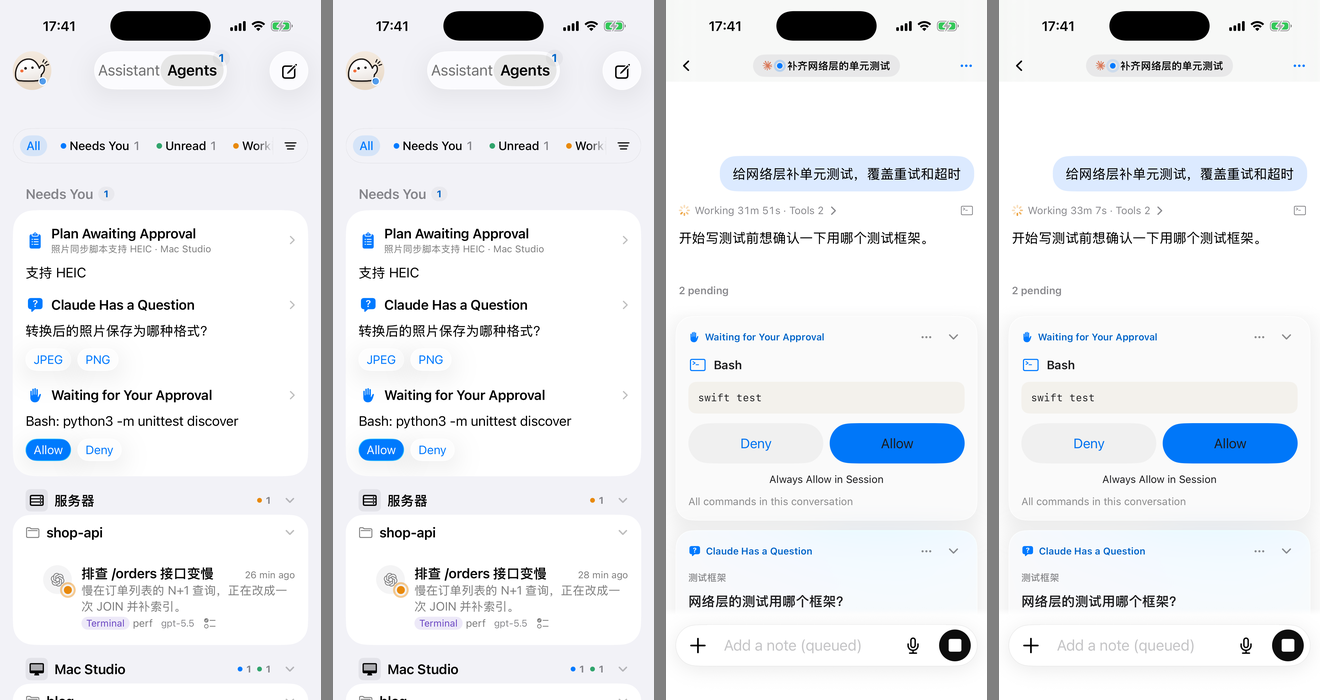 17:41
Assistant Agents 1
All Needs You 1 Unread 1 Work
Needs You 1
Plan Awaiting Approval
照片同步脚本支持 HEIC · Mac Studio
支持 HEIC
Claude Has a Question
转换后的照片保存为哪种格式?
JPEG PNG
Waiting for Your Approval
Bash: python3 -m unittest discover
Allow Deny
服务器 1
shop-api
排查 /orders 接口变慢 26 min ago
慢在订单列表的 N+1 查询，正在改成一
次 JOIN 并补索引。
Terminal perf gpt-5.5
Mac Studio 1 1
17:41
Assistant Agents 1
All Needs You 1 Unread 1 Work
Needs You 1
Plan Awaiting Approval
照片同步脚本支持 HEIC · Mac Studio
支持 HEIC
Claude Has a Question
转换后的照片保存为哪种格式?
JPEG PNG
Waiting for Your Approval
Bash: python3 -m unittest discover
Allow Deny
服务器 1
shop-api
排查 /orders 接口变慢 28 min ago
慢在订单列表的 N+1 查询，正在改成一
次 JOIN 并补索引。
Terminal perf gpt-5.5
Mac Studio 1 1
17:41
补齐网络层的单元测试
给网络层补单元测试，覆盖重试和超时
Working 31m 51s · Tools 2
开始写测试前想确认一下用哪个测试框架。
2 pending
Waiting for Your Approval
Bash
swift test
Deny Allow
Always Allow in Session
All commands in this conversation
Claude Has a Question
测试框架
网络层的测试用哪个框架?
Add a note (queued)
17:41
补齐网络层的单元测试
给网络层补单元测试，覆盖重试和超时
Working 33m 7s · Tools 2
开始写测试前想确认一下用哪个测试框架。
2 pending
Waiting for Your Approval
Bash
swift test
Deny Allow
Always Allow in Session
All commands in this conversation
Claude Has a Question
测试框架
网络层的测试用哪个框架?
Add a note (queued)